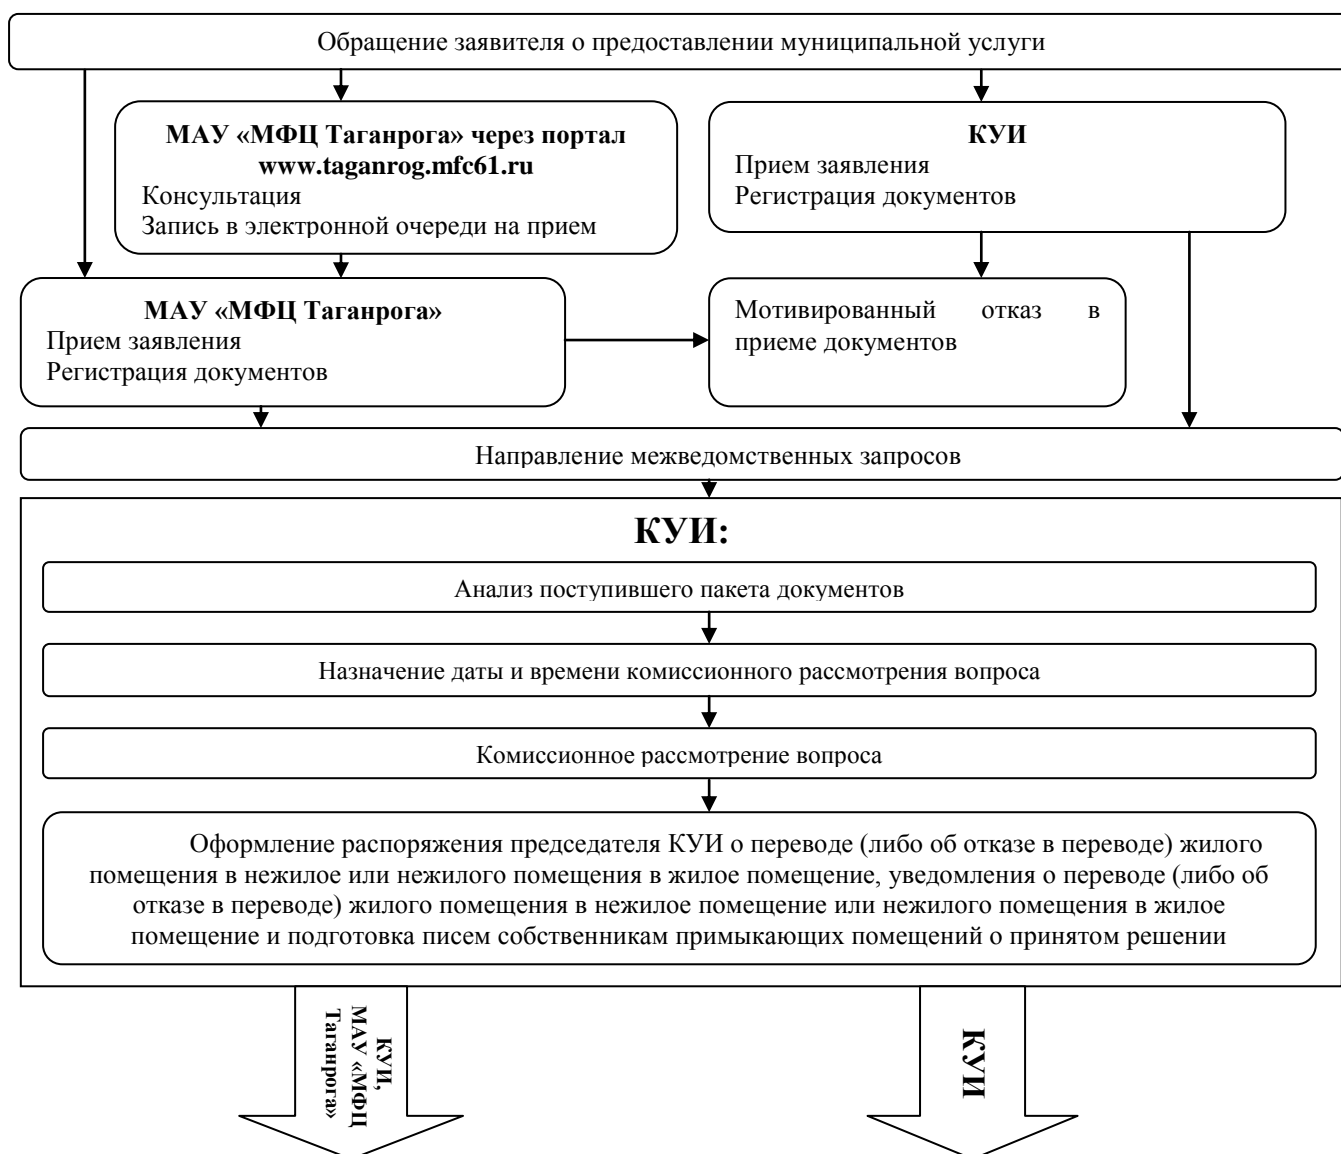 Обращение заявителя о предоставлении муниципальной услуги
МАУ «МФЦ Таганрога» через портал
www.taganrog.mfc61.ru
Консультация
Запись в электронной очереди на прием
КУИ
Прием заявления
Регистрация документов
МАУ «МФЦ Таганрога»
Прием заявления
Регистрация документов
Мотивированный отказ в
приеме документов
Направление межведомственных запросов
КУИ:
Анализ поступившего пакета документов
Назначение даты и времени комиссионного рассмотрения вопроса
Комиссионное рассмотрение вопроса
Оформление распоряжения председателя КУИ о переводе (либо об отказе в переводе) жилого
помещения в нежилое или нежилого помещения в жилое помещение, уведомления о переводе (либо об
отказе в переводе) жилого помещения в нежилое помещение или нежилого помещения в жилое
помещение и подготовка писем собственникам примыкающих помещений о принятом решении
КУИ,
МАУ «МФЦ
Таганрога»
КУИ